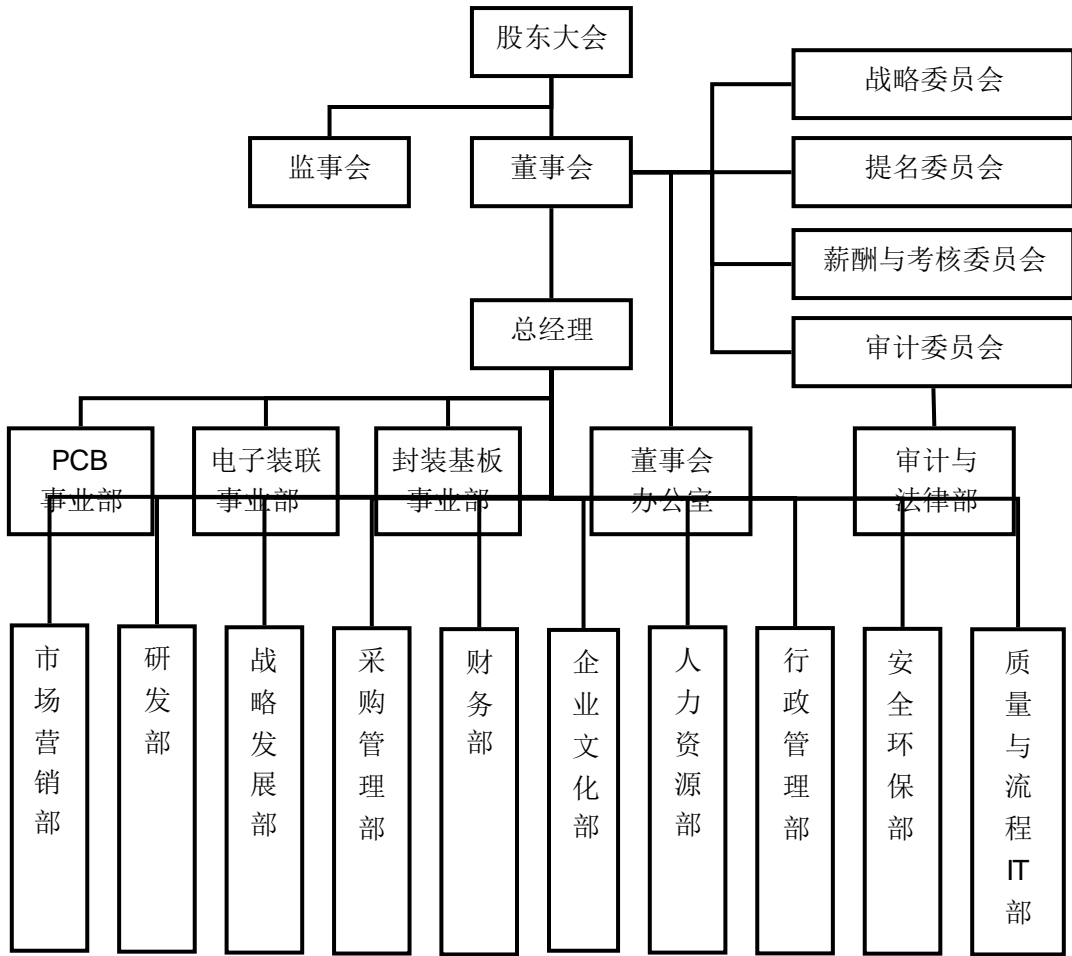 股东大会
战略委员会
监事会
董事会
提名委员会
薪酬与考核委员会
总经理
审计委员会
PCB
事业部
电子装联
事业部
封装基板
事业部
董事会
办公室
审计与
法律部
市场营销部
研发部
战略发展部
采购管理部
财务部
企业文化部
人力资源部
行政管理部
安全环保部
质量与流程IT部